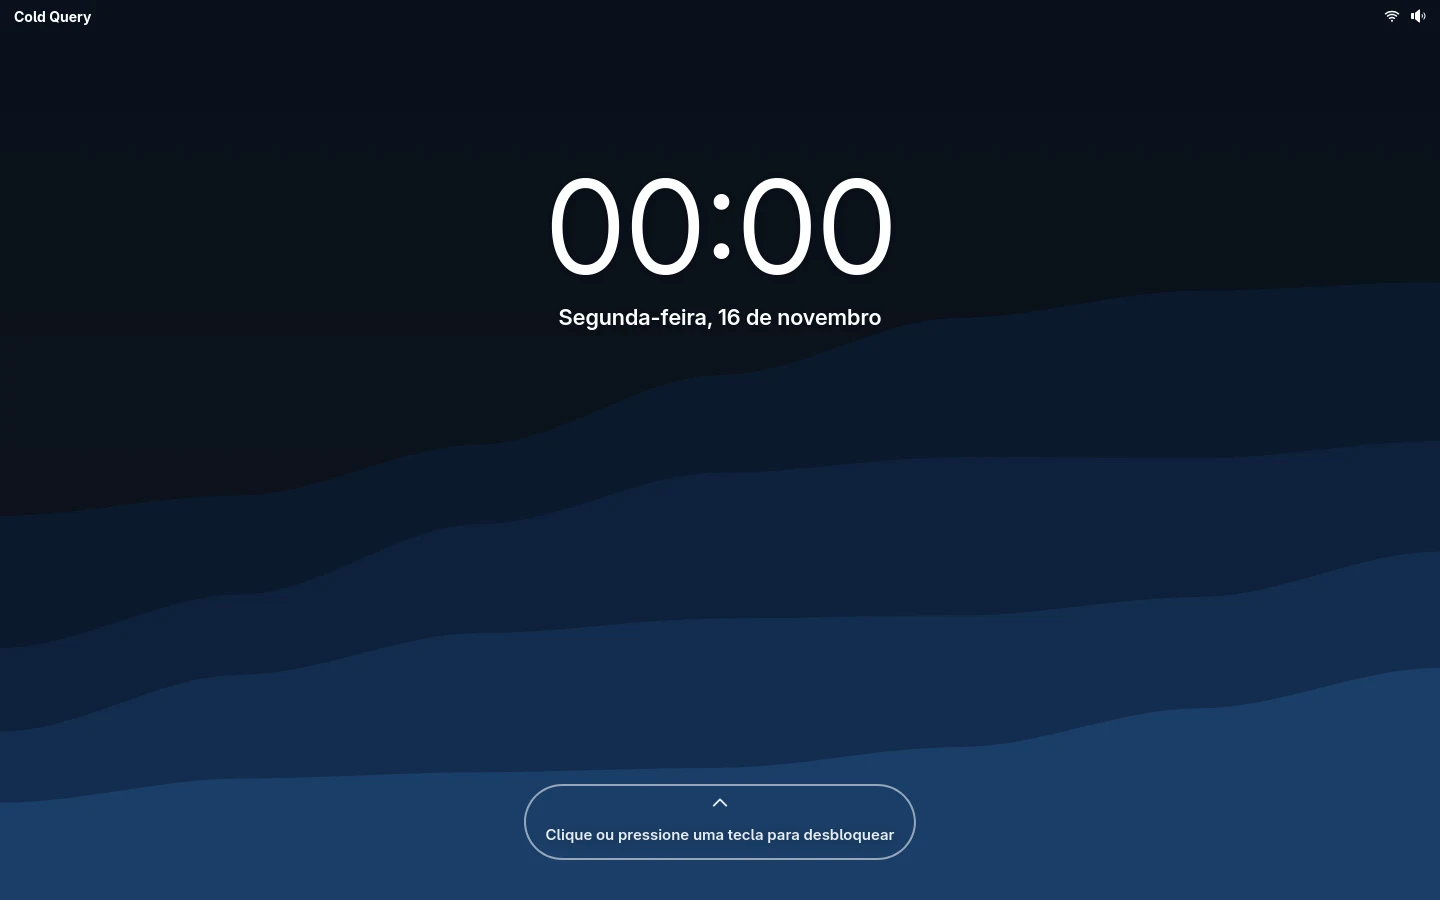 Cold Query
00:00
Segunda-feira, 16 de novembro
Clique ou pressione uma tecla para desbloquear